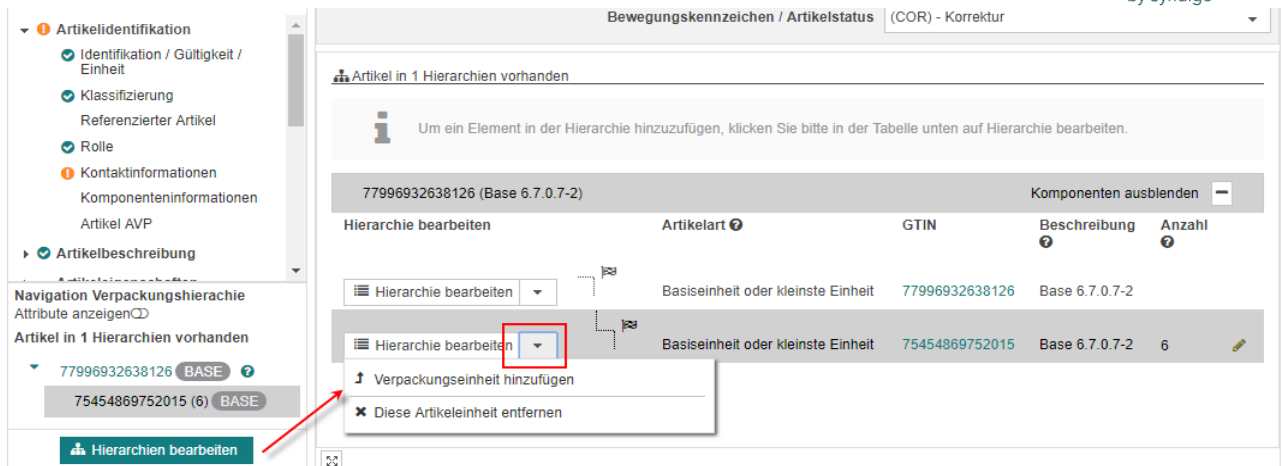 Artikelidentifikation
Identifikation / Gültigkeit /
Einheit
Klassifizierung
Referenzierter Artikel
Rolle
Kontaktinformationen
Komponenteninformationen
Artikel AVP
Artikelbeschreibung
Navigation Verpackungshierachie
Attribute anzeigen
Artikel in 1 Hierarchien vorhanden
77996932638126 BASE
75454869752015 (6) BASE
Hierarchien bearbeiten
Bewegungskennzeichen / Artikelstatus (COR) - Korrektur
Artikel in 1 Hierarchien vorhanden
Um ein Element in der Hierarchie hinzuzufügen, klicken Sie bitte in der Tabelle unten auf Hierarchie bearbeiten.
77996932638126 (Base 6.7.0.7-2) Komponenten ausblenden
Hierarchie bearbeiten Artikelart GTIN Beschreibung Anzahl
Hierarchie bearbeiten Basiseinheit oder kleinste Einheit 77996932638126 Base 6.7.0.7-2
Hierarchie bearbeiten Basiseinheit oder kleinste Einheit 75454869752015 Base 6.7.0.7-2 6
Verpackungseinheit hinzufügen
Diese Artikeleinheit entfernen